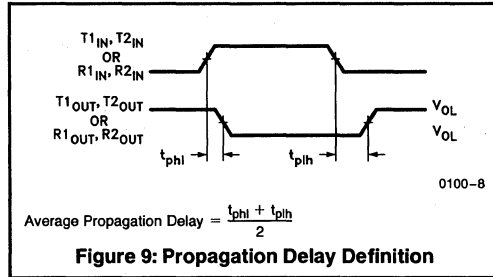 T1IN, T2IN
OR
R1IN, R2IN
T1OUT, T2OUT
OR
R1OUT, R2OUT
VOL
VOL
tphl
tplh
0100-8
Average Propagation Delay = tphl + tplh / 2
Figure 9: Propagation Delay Definition